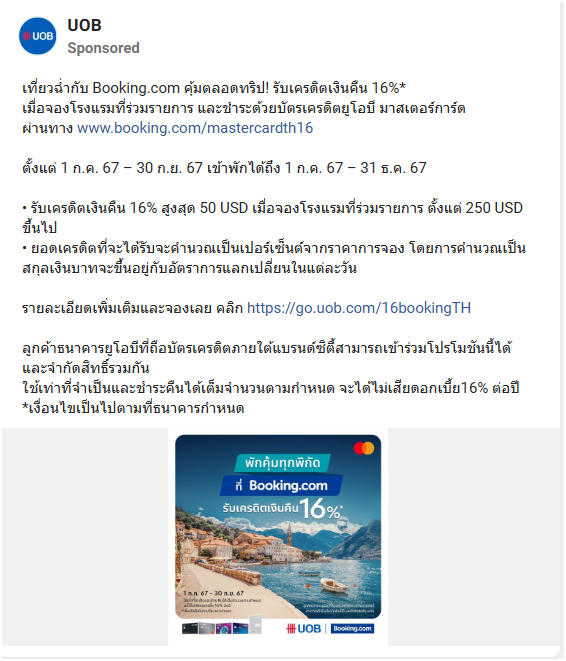 UOB
UOB
Sponsored
เที่ยวฉ่ำกับ Booking.com คุ้มตลอดทริป! รับเครดิตเงินคืน 16%*
เมื่อจองโรงแรมที่ร่วมรายการ และชำระด้วยบัตรเครดิตยูโอบี มาสเตอร์การ์ด
ผ่านทาง www.booking.com/mastercardth16
ตั้งแต่ 1 ก.ค. 67 – 30 ก.ย. 67 เข้าพักได้ถึง 1 ก.ค. 67 – 31 ธ.ค. 67
• รับเครดิตเงินคืน 16% สูงสุด 50 USD เมื่อจองโรงแรมที่ร่วมรายการ ตั้งแต่ 250 USD
ขึ้นไป
• ยอดเครดิตที่จะได้รับจะคำนวณเป็นเปอร์เซ็นต์จากราคาการจอง โดยการคำนวณเป็น
สกุลเงินบาทจะขึ้นอยู่กับอัตราการแลกเปลี่ยนในแต่ละวัน
รายละเอียดเพิ่มเติมและจองเลย คลิก https://go.uob.com/16bookingTH
ลูกค้าธนาคารยูโอบีที่ถือบัตรเครดิตภายใต้แบรนด์ซิตี้สามารถเข้าร่วมโปรโมชันนี้ได้
และจำกัดสิทธิ์รวมกัน
ใช้เท่าที่จำเป็นและชำระคืนได้เต็มจำนวนตามกำหนด จะได้ไม่เสียดอกเบี้ย16% ต่อปี
*เงื่อนไขเป็นไปตามที่ธนาคารกำหนด
พักคุ้มทุกพิกัด
ที่ Booking.com
รับเครดิตเงินคืน 16%*
1 ก.ค. 67 - 30 ก.ย. 67
UOB | Booking.com